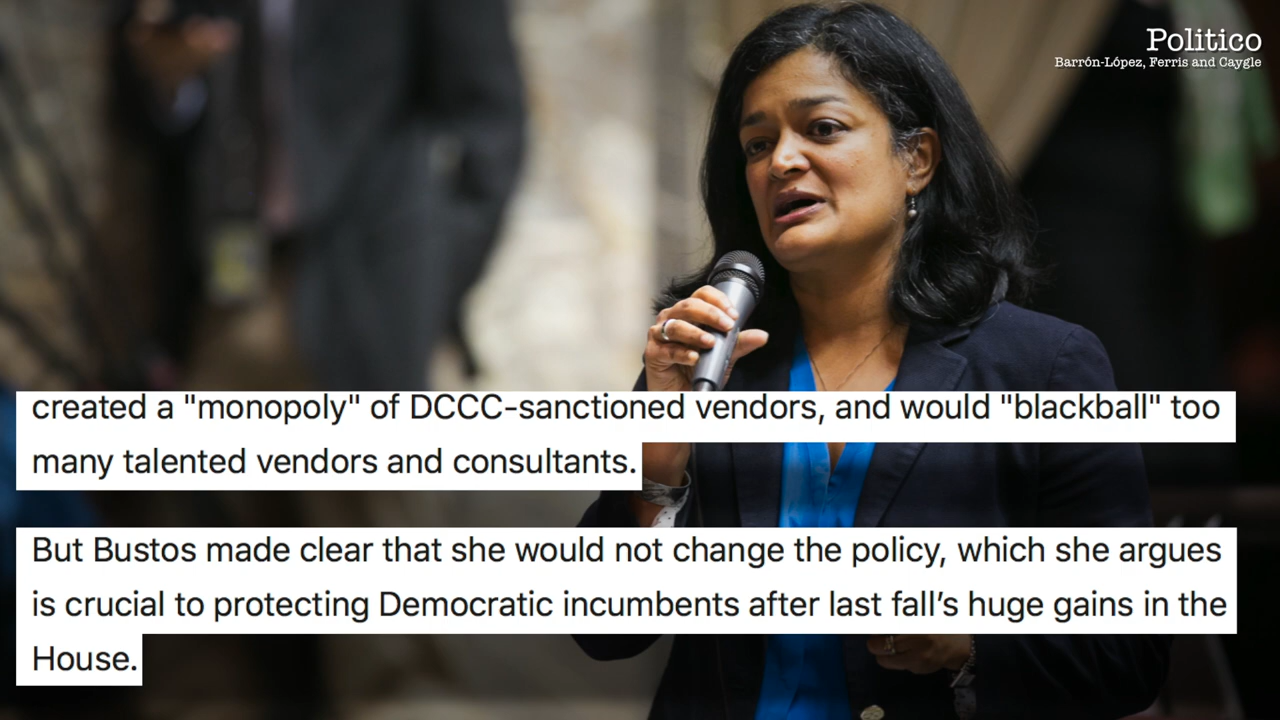 Politico
Barrón-López, Ferris and Caygle
created a "monopoly" of DCCC-sanctioned vendors, and would "blackball" too
many talented vendors and consultants.
But Bustos made clear that she would not change the policy, which she argues
is crucial to protecting Democratic incumbents after last fall’s huge gains in the
House.